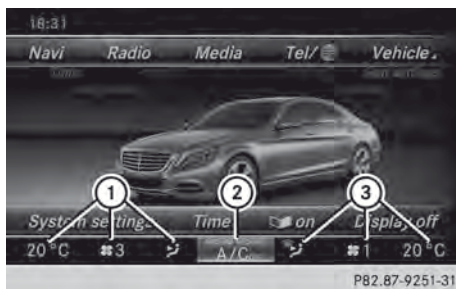 18:31
Navi Radio Media Tel/ Vehicle
1 2 3
System settings Time on Display off
20 °C 3 A/C 1 20 °C
P82.87-9251-31